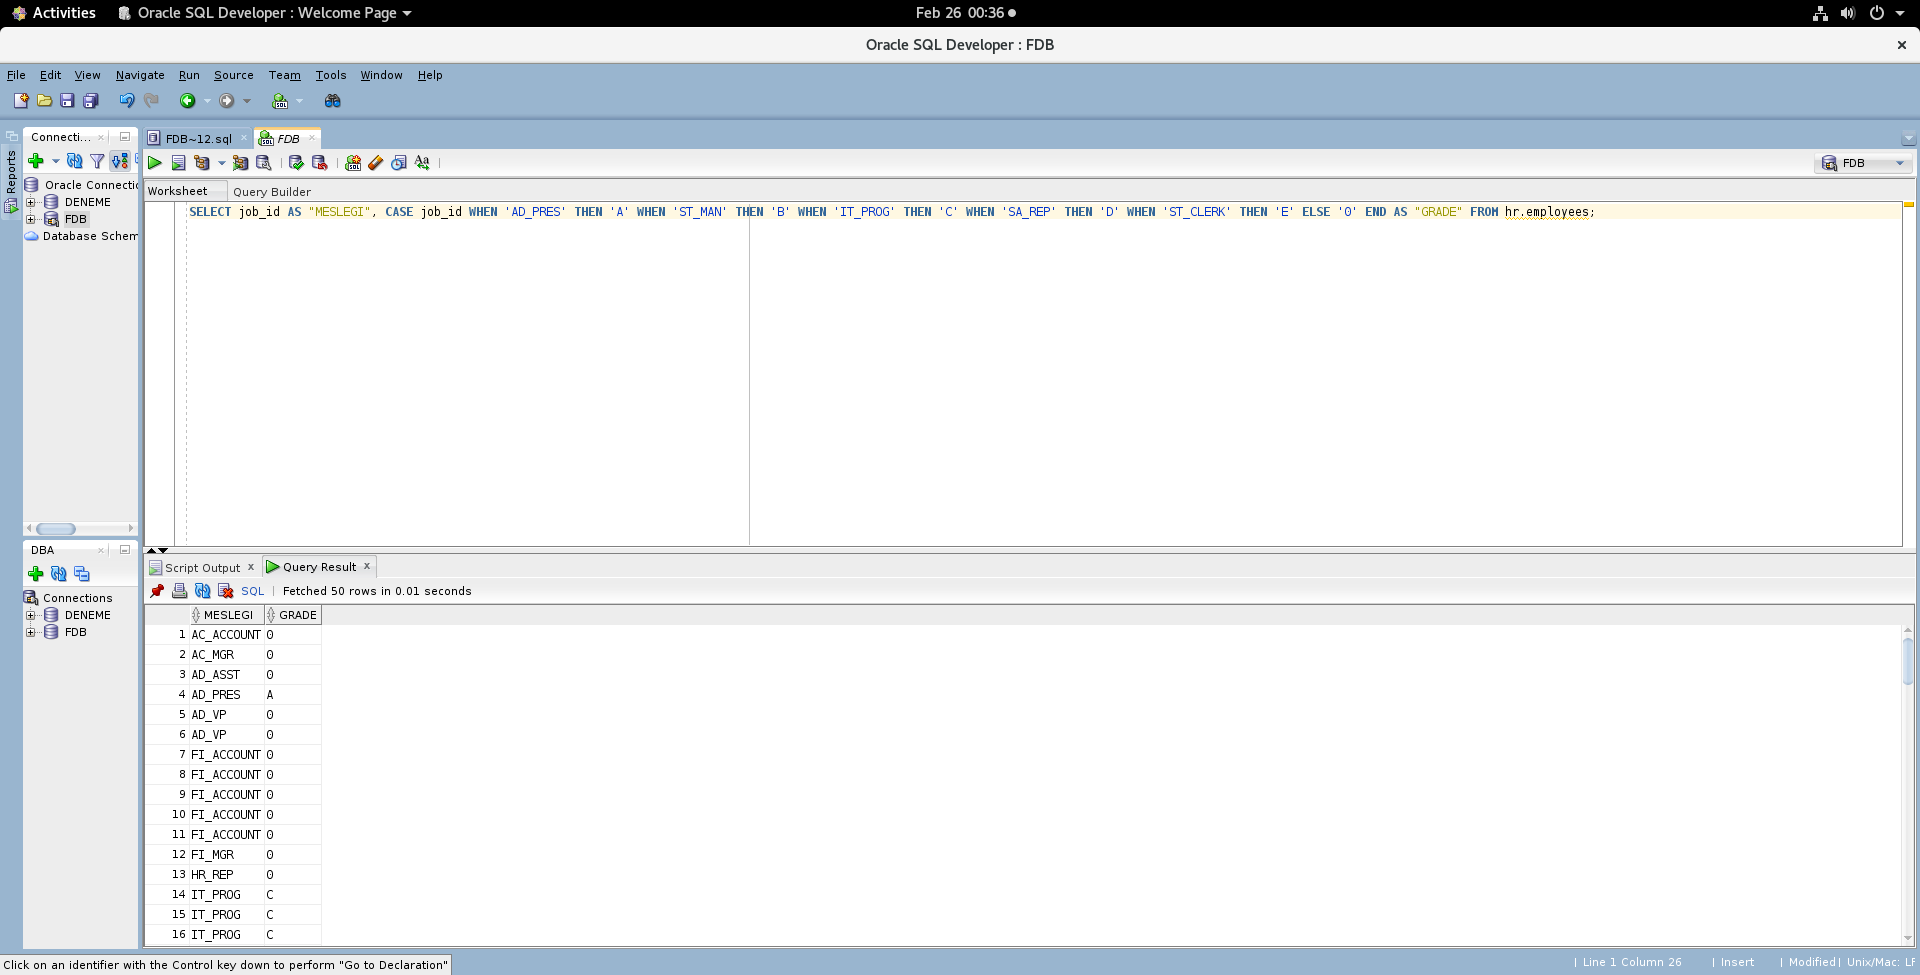 Activities
Oracle SQL Developer : Welcome Page
Feb 26 00:36
Oracle SQL Developer : FDB
File Edit View Navigate Run Source Team Tools Window Help
Reports
Connecti...
Oracle Connectio
DENEME
FDB
Database Schem
FDB~12.sql
FDB
FDB
Worksheet
Query Builder
SELECT job_id AS "MESLEGI", CASE job_id WHEN 'AD_PRES' THEN 'A' WHEN 'ST_MAN' THEN 'B' WHEN 'IT_PROG' THEN 'C' WHEN 'SA_REP' THEN 'D' WHEN 'ST_CLERK' THEN 'E' ELSE '0' END AS "GRADE" FROM hr.employees;
DBA
Connections
DENEME
FDB
Script Output x
Query Result x
SQL | Fetched 50 rows in 0.01 seconds
MESLEGI GRADE
1 AC_ACCOUNT 0
2 AC_MGR 0
3 AD_ASST 0
4 AD_PRES A
5 AD_VP 0
6 AD_VP 0
7 FI_ACCOUNT 0
8 FI_ACCOUNT 0
9 FI_ACCOUNT 0
10 FI_ACCOUNT 0
11 FI_ACCOUNT 0
12 FI_MGR 0
13 HR_REP 0
14 IT_PROG C
15 IT_PROG C
16 IT_PROG C
Click on an identifier with the Control key down to perform "Go to Declaration"
| Line 1 Column 26 | Insert | Modified | Unix/Mac: LF